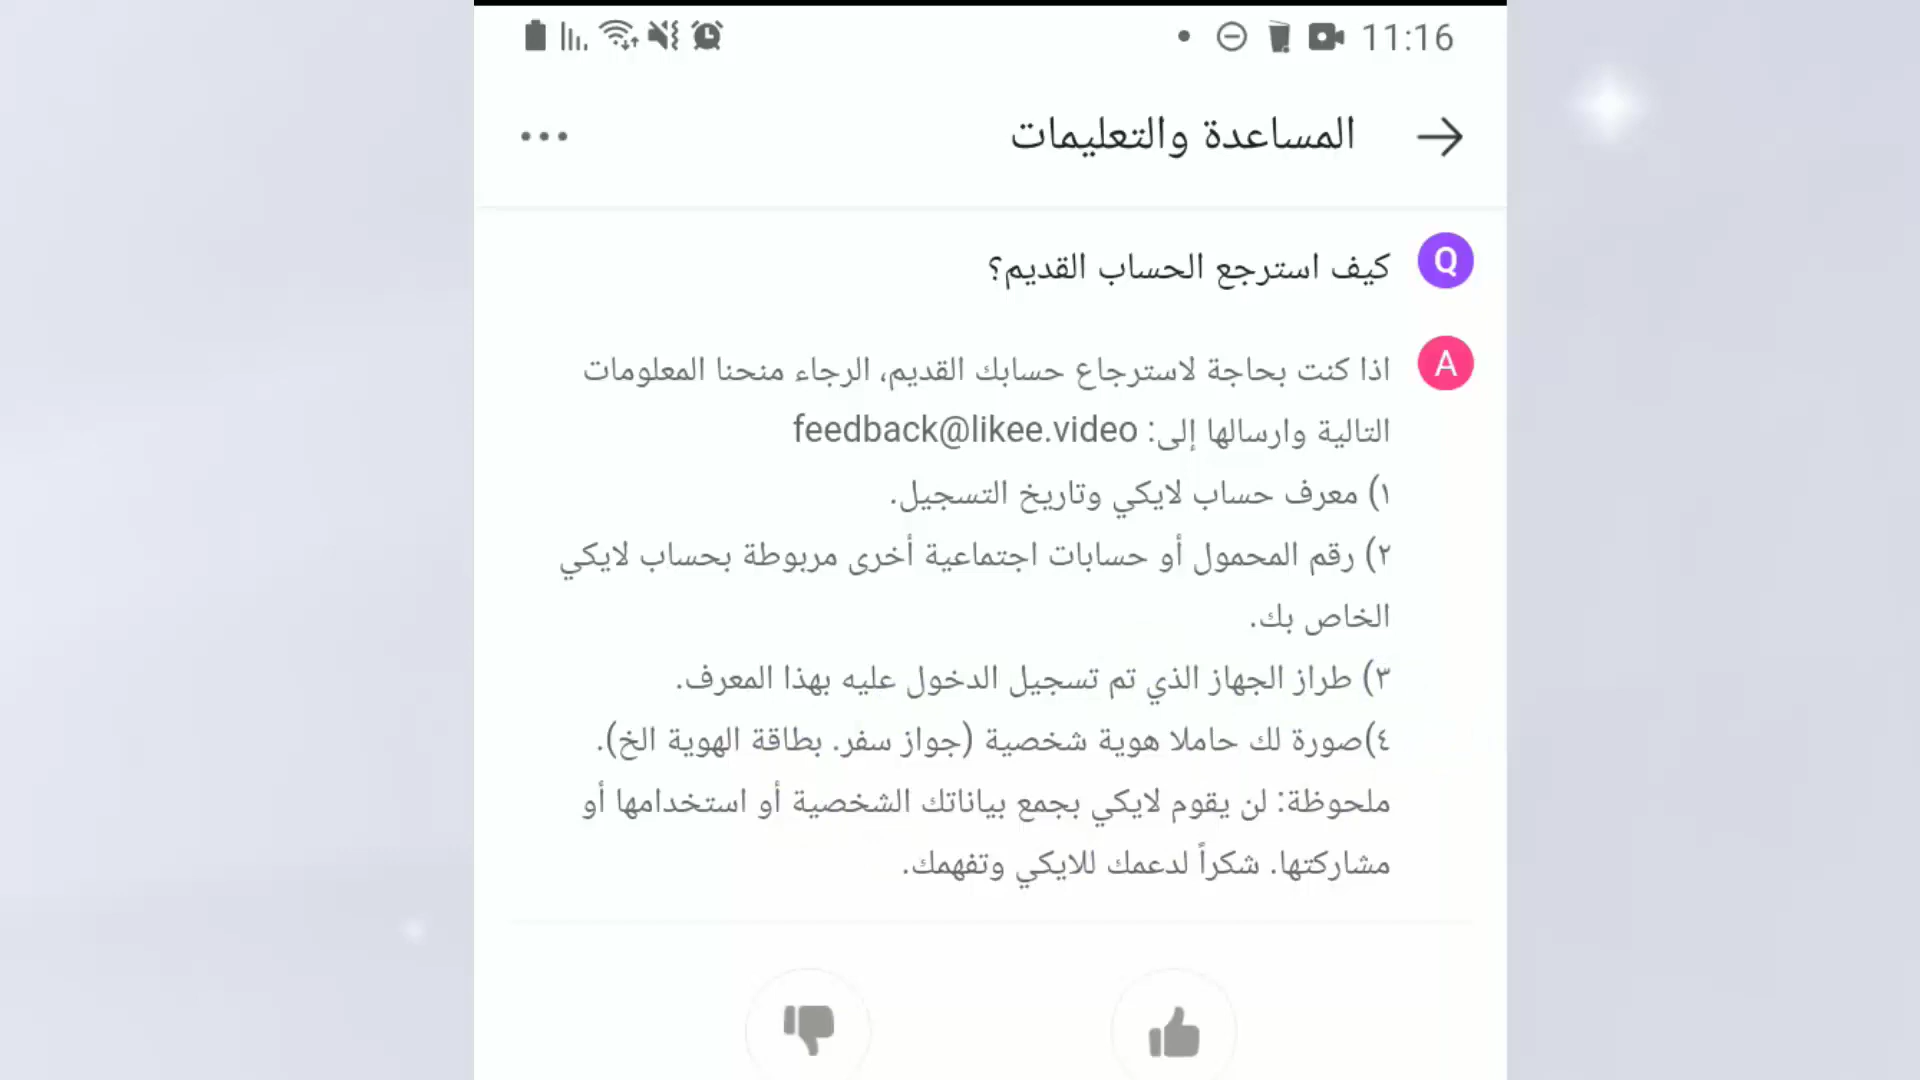 11:16
المساعدة والتعليمات
Q
كيف استرجع الحساب القديم؟
A
اذا كنت بحاجة لاسترجاع حسابك القديم، الرجاء منحنا المعلومات
التالية وارسالها إلى: feedback@likee.video
١) معرف حساب لايكي وتاريخ التسجيل.
٢) رقم المحمول أو حسابات اجتماعية أخرى مربوطة بحساب لايكي
الخاص بك.
٣) طراز الجهاز الذي تم تسجيل الدخول عليه بهذا المعرف.
٤)صورة لك حاملا هوية شخصية (جواز سفر. بطاقة الهوية الخ).
ملحوظة: لن يقوم لايكي بجمع بياناتك الشخصية أو استخدامها أو
مشاركتها. شكراً لدعمك للايكي وتفهمك.